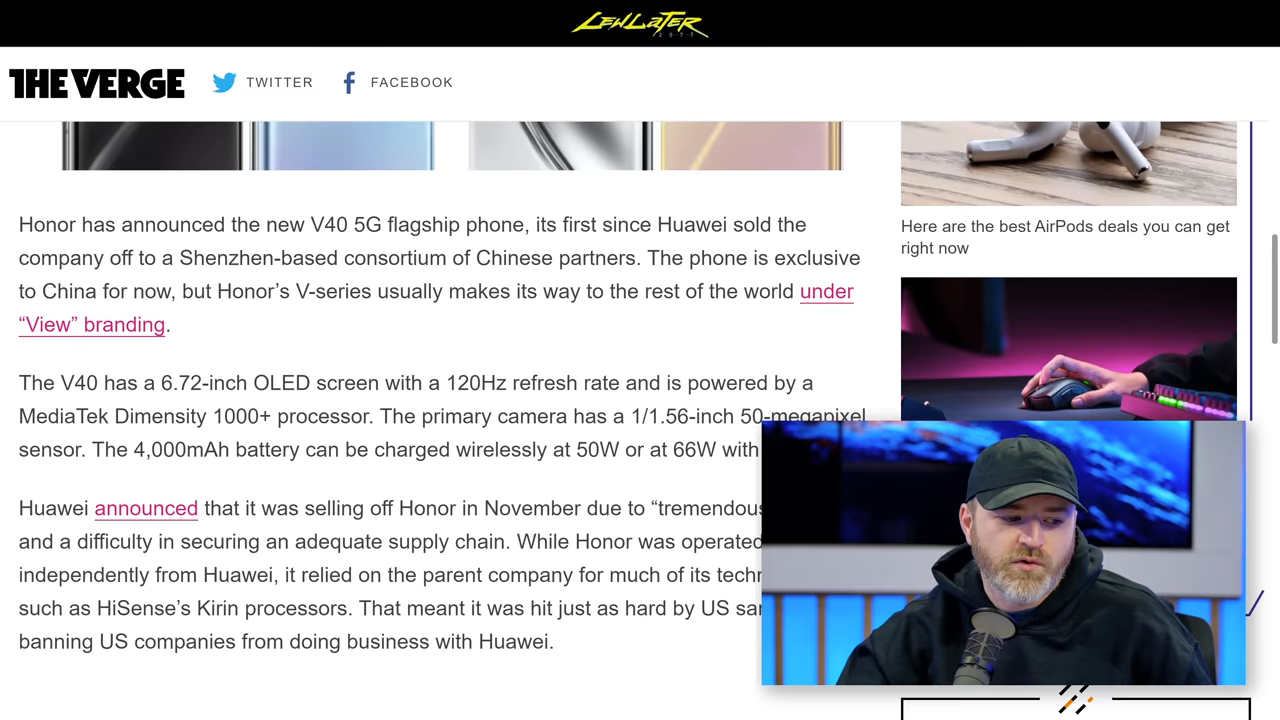 LEWLATER
2077
THE VERGE TWITTER FACEBOOK
Honor has announced the new V40 5G flagship phone, its first since Huawei sold the
company off to a Shenzhen-based consortium of Chinese partners. The phone is exclusive
to China for now, but Honor's V-series usually makes its way to the rest of the world under
“View” branding.
The V40 has a 6.72-inch OLED screen with a 120Hz refresh rate and is powered by a
MediaTek Dimensity 1000+ processor. The primary camera has a 1/1.56-inch 50-megapixel
sensor. The 4,000mAh battery can be charged wirelessly at 50W or at 66W with
Huawei announced that it was selling off Honor in November due to “tremendous
and a difficulty in securing an adequate supply chain. While Honor was operated
independently from Huawei, it relied on the parent company for much of its
such as HiSense's Kirin processors. That meant it was hit just as hard by US
banning US companies from doing business with Huawei.
Here are the best AirPods deals you can get
right now